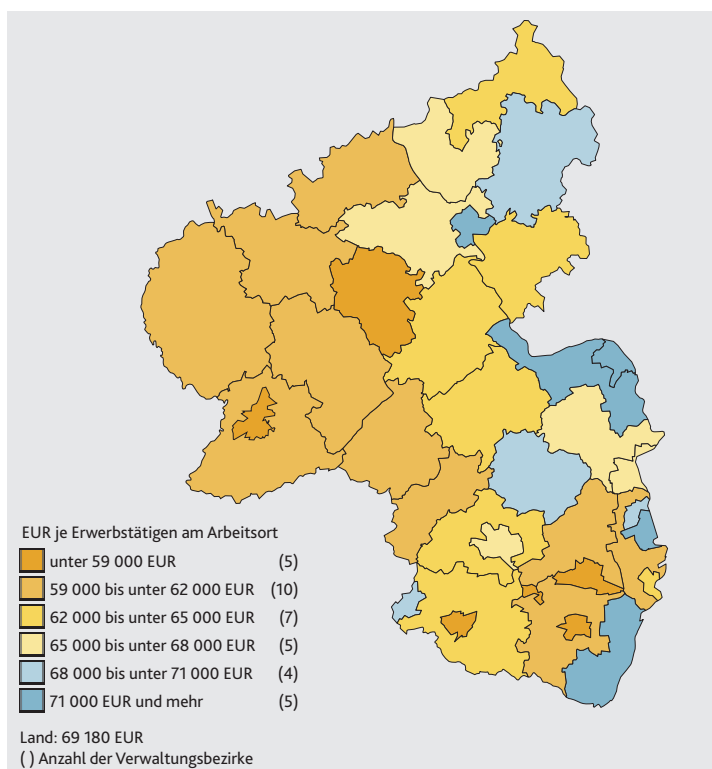 EUR je Erwerbstätigen am Arbeitsort
unter 59 000 EUR (5)
59 000 bis unter 62 000 EUR (10)
62 000 bis unter 65 000 EUR (7)
65 000 bis unter 68 000 EUR (5)
68 000 bis unter 71 000 EUR (4)
71 000 EUR und mehr (5)
Land: 69 180 EUR
( ) Anzahl der Verwaltungsbezirke